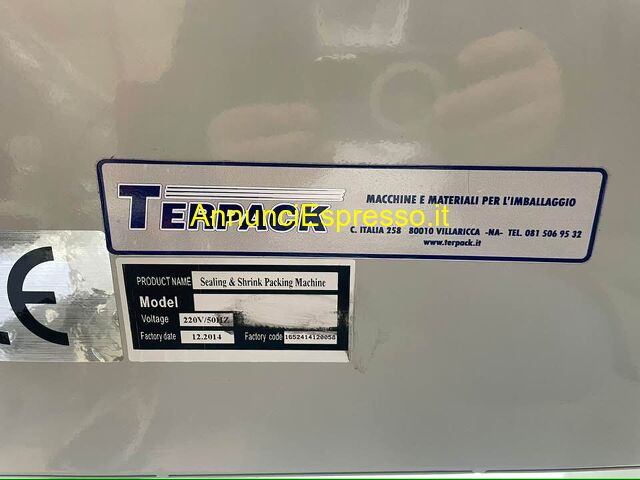 TERPACK
MACCHINE E MATERIALI PER L'IMBALLAGGIO
AnnunciEspresso.it
C. ITALIA 258 80010 VILLARICCA -NA- TEL. 081 506 95 32
www.terpack.it
CE
PRODUCT NAME Sealing & Shrink Packing Machine
Model
Voltage 220V/50HZ
Factory date 12.2014 Factory code 1652414120058